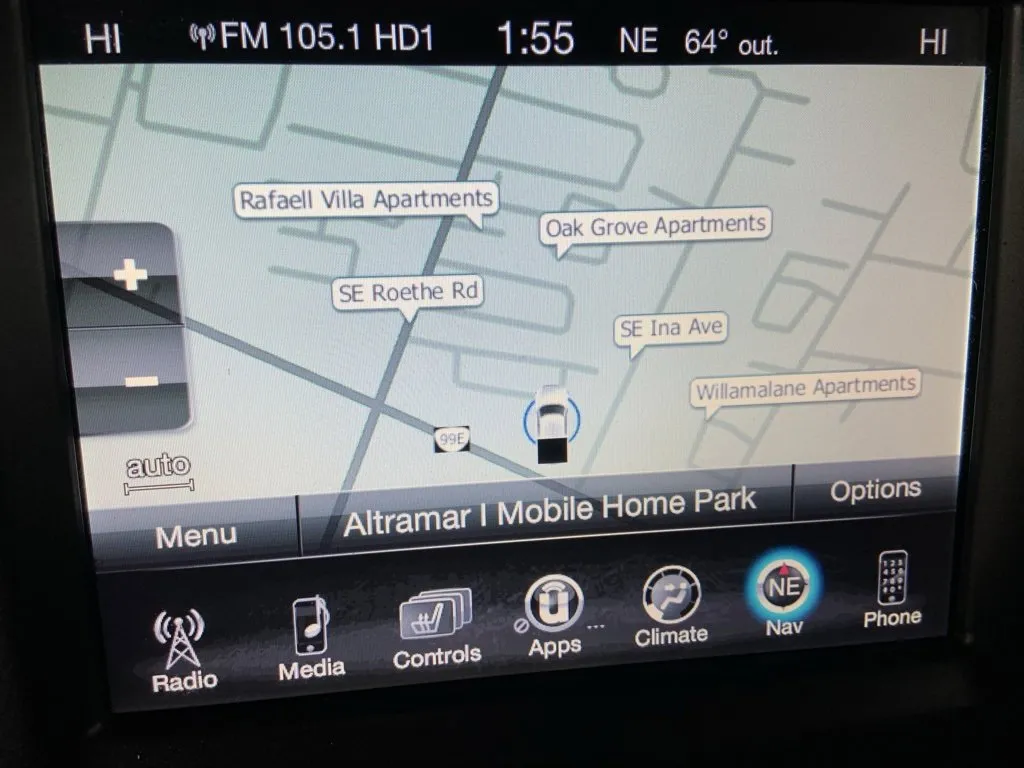 HI FM 105.1 HD1 1:55 NE 64° out. HI
Rafaell Villa Apartments
Oak Grove Apartments
SE Roethe Rd
SE Ina Ave
Willamalane Apartments
99E
auto
Menu Altramar I Mobile Home Park Options
NE
Radio Media Controls Apps Climate Nav Phone